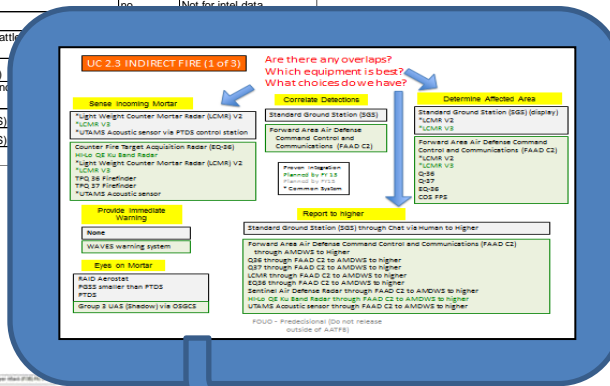 no
Not for intel data
UC 2.3 INDIRECT FIRE (1 of 3)
Are there any overlaps?
Which equipment is best?
What choices do we have?
Sense Incoming Mortar
*Light Weight Counter Mortar Radar (LCMR) V2
*LCMR V3
*UTAMS Acoustic sensor via PTDS control station
Counter Fire Target Acquisition Radar (EQ-36)
Hi-Lo QE Ku Band Radar
*Light Weight Counter Mortar Radar (LCMR) V2
*LCMR V3
TPQ 36 Firefinder
TPQ 37 Firefinder
*UTAMS Acoustic sensor
Correlate Detections
Standard Ground Station (SGS)
Forward Area Air Defense
Command Control and
Communications (FAAD C2)
Proven Integration
Planned by FY 13
Planned by FY15
* Common System
Determine Affected Area
Standard Ground Station (SGS) (display)
*LCMR V2
*LCMR V3
Forward Area Air Defense Command
Control and Communications (FAAD C2)
*LCMR V2
*LCMR V3
Q-36
Q-37
EQ-36
COS FPS
Provide Immediate
Warning
None
WAVES warning system
Eyes on Mortar
RAID Aerostat
PGSS smaller than PTDS
PTDS
Group 3 UAS (Shadow) via OSGCS
Report to higher
Standard Ground Station (SGS) through Chat via Human to Higher
Forward Area Air Defense Command Control and Communications (FAAD C2)
through AMDWS to Higher
Q36 through FAAD C2 to AMDWS to higher
Q37 through FAAD C2 to AMDWS to higher
LCMR through FAAD C2 to AMDWS to higher
EQ36 through FAAD C2 to AMDWS to higher
Sentinel Air Defense Radar through FAAD C2 to AMDWS to higher
Hi-Lo QE Ku Band Radar through FAAD C2 to AMDWS to higher
UTAMS Acoustic sensor through FAAD C2 to AMDWS to higher
FOUO - Predecisional (Do not release
outside of AATFB)